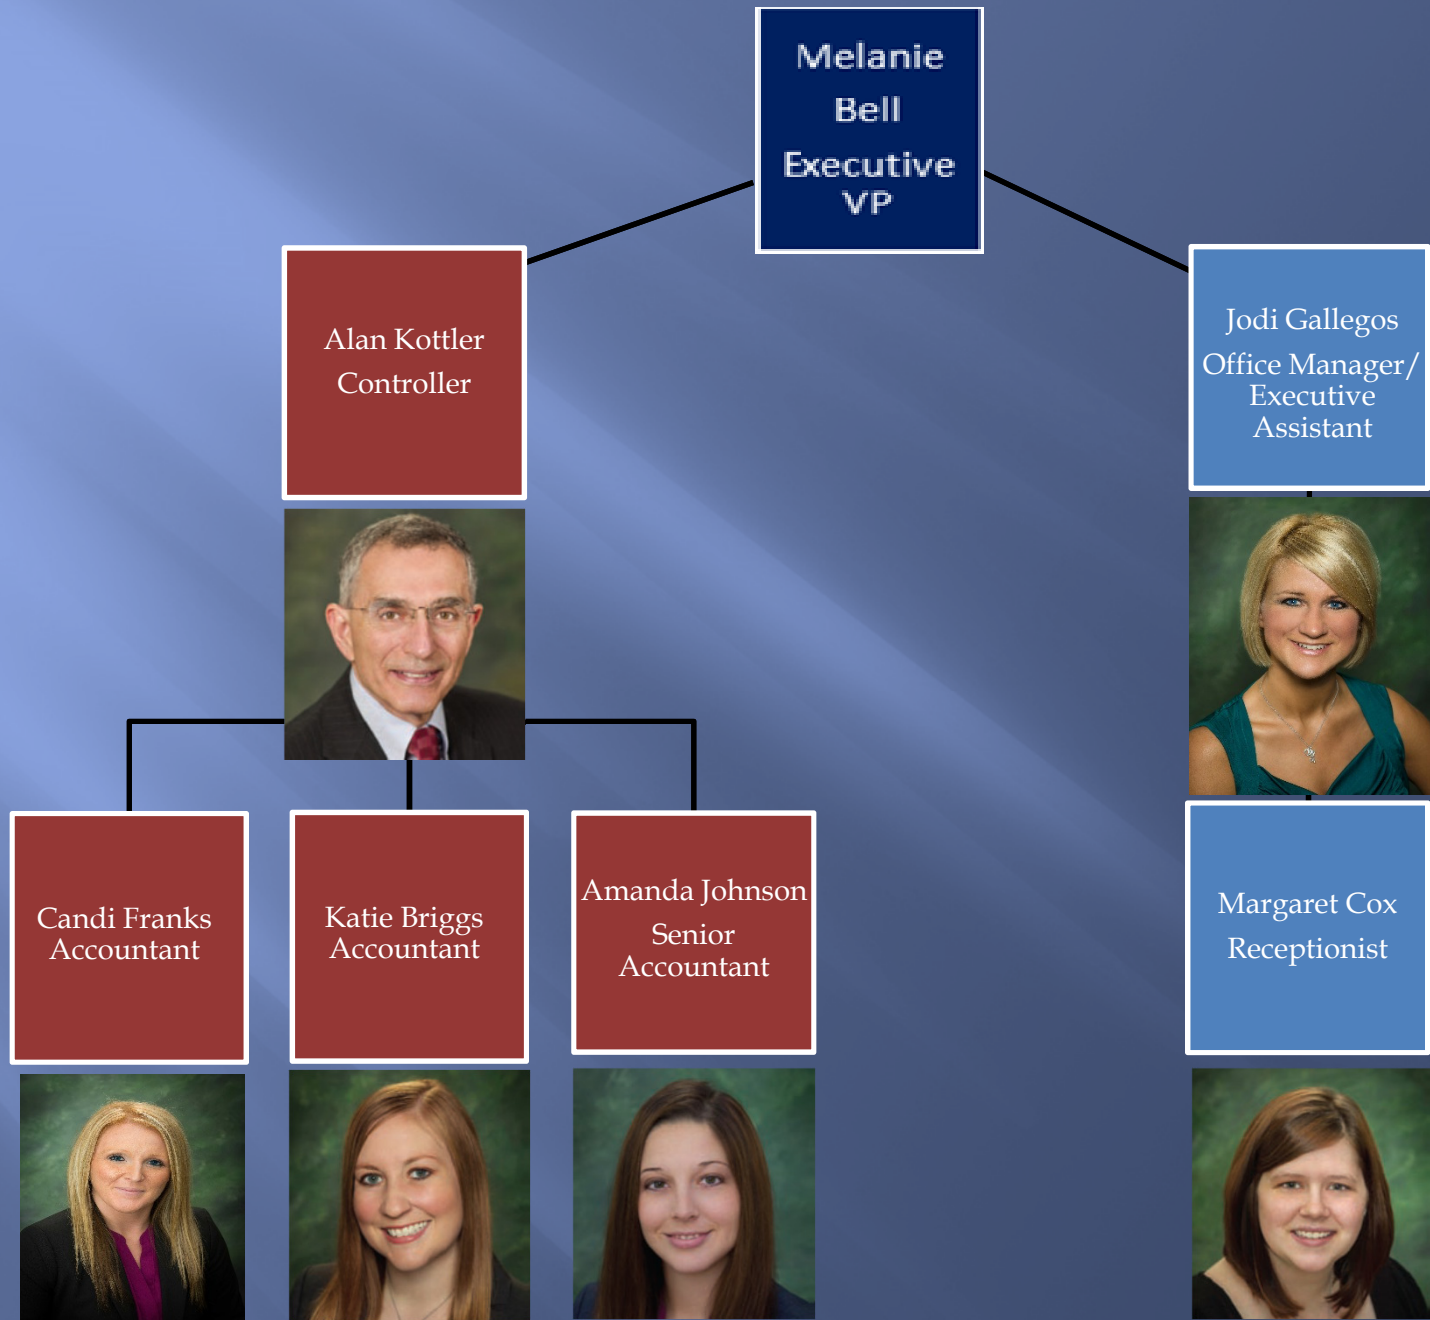 Melanie
Bell
Executive
VP
Alan Kottler
Controller
Jodi Gallegos
Office Manager/
Executive
Assistant
Candi Franks
Accountant
Katie Briggs
Accountant
Amanda Johnson
Senior
Accountant
Margaret Cox
Receptionist